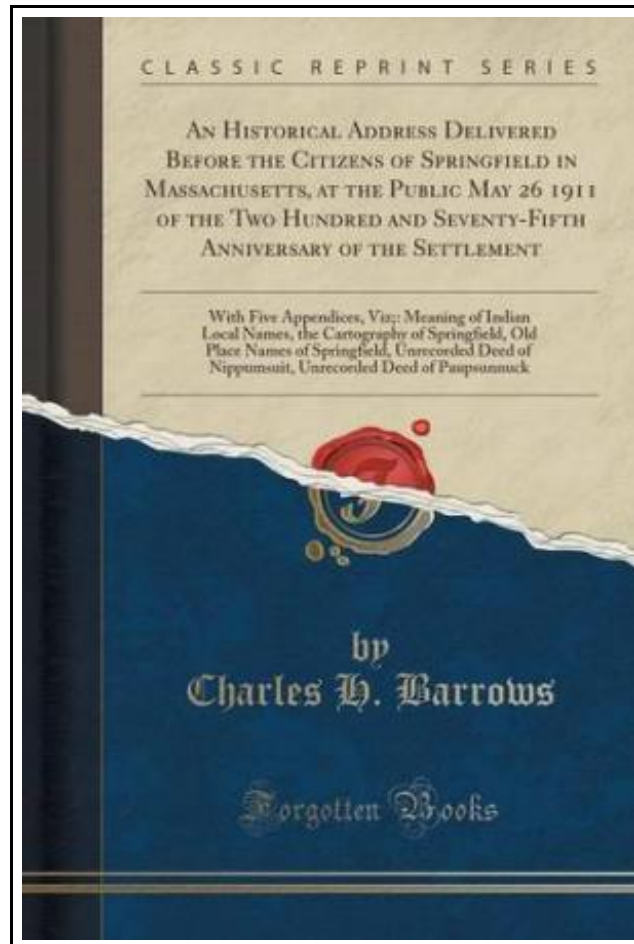 CLASSIC REPRINT SERIES
AN HISTORICAL ADDRESS DELIVERED
BEFORE THE CITIZENS OF SPRINGFIELD IN
MASSACHUSETTS, AT THE PUBLIC MAY 26 1911
OF THE TWO HUNDRED AND SEVENTY-FIFTH
ANNIVERSARY OF THE SETTLEMENT
With Five Appendices, Viz;: Meaning of Indian
Local Names, the Cartography of Springfield, Old
Place Names of Springfield, Unrecorded Deed of
Nippumsuit, Unrecorded Deed of Paupsunnuck
by
Charles H. Barrows
Forgotten Books